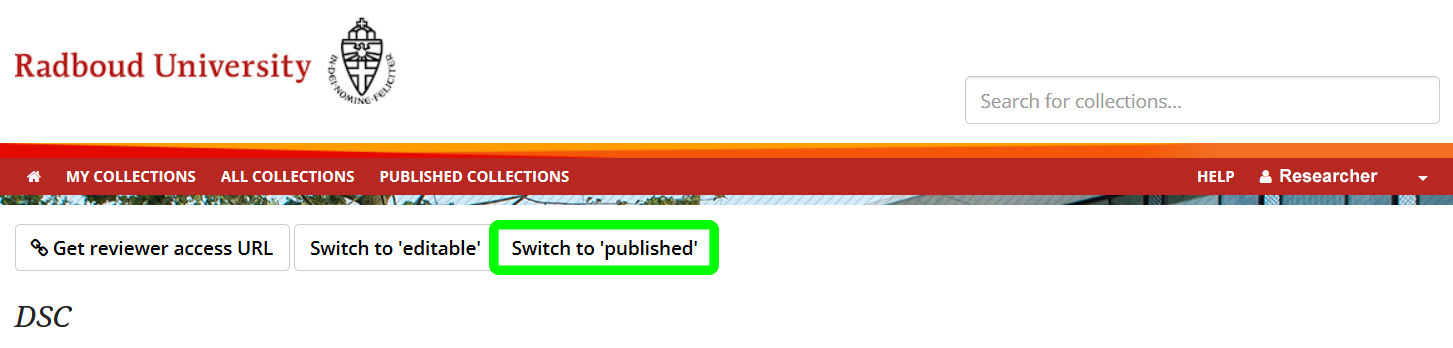 Radboud University
IN·DEI·NOMINE·FELICITER
Search for collections...
MY COLLECTIONS ALL COLLECTIONS PUBLISHED COLLECTIONS HELP Researcher
Get reviewer access URL Switch to 'editable' Switch to 'published'
DSC